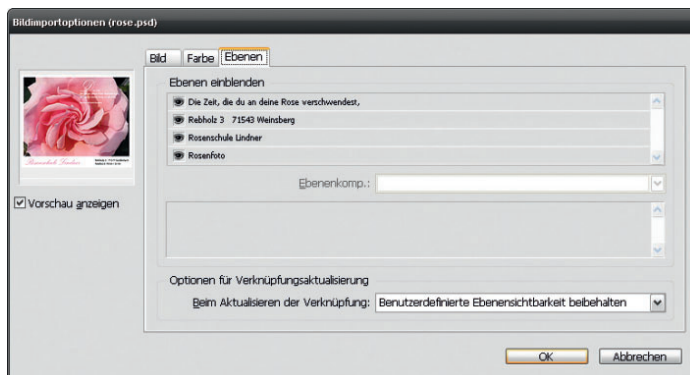 Bildimportoptionen (rose.psd)
Bild Farbe Ebenen
Ebenen einblenden
Die Zeit, die du an deine Rose verschwendest,
Rebholz 3 71543 Weinsberg
Rosenschule Lindner
Rosenfoto
Ebenenkomp.:
Rosenschule Lindner
Vorschau anzeigen
Optionen für Verknüpfungsaktualisierung
Beim Aktualisieren der Verknüpfung: Benutzerdefinierte Ebenensichtbarkeit beibehalten
OK Abbrechen